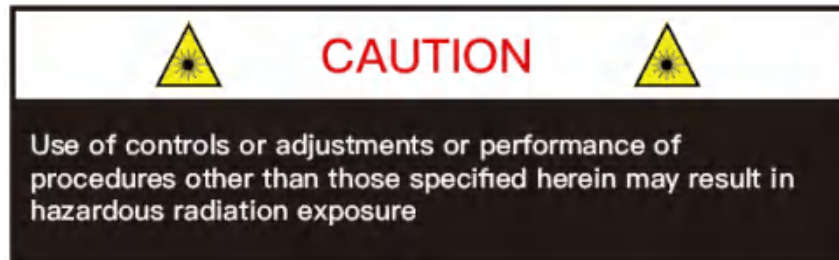 CAUTION
Use of controls or adjustments or performance of
procedures other than those specified herein may result in
hazardous radiation exposure